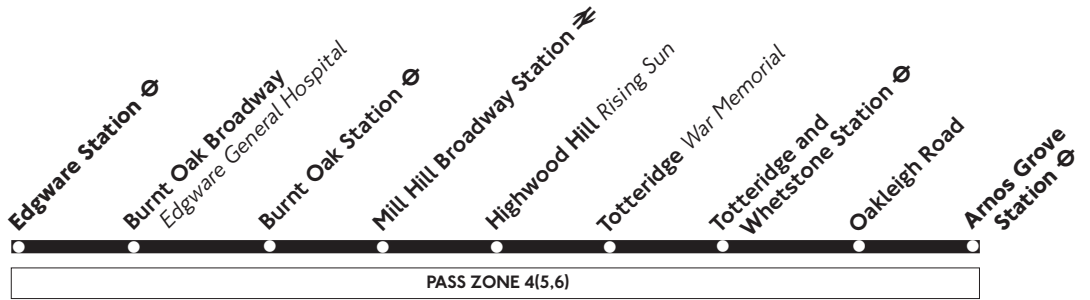 Edgware Station
Burnt Oak Broadway
Edgware General Hospital
Burnt Oak Station
Mill Hill Broadway Station
Highwood Hill Rising Sun
Totteridge War Memorial
Totteridge and
Whetstone Station
Oakleigh Road
Arnos Grove
Station
PASS ZONE 4(5,6)